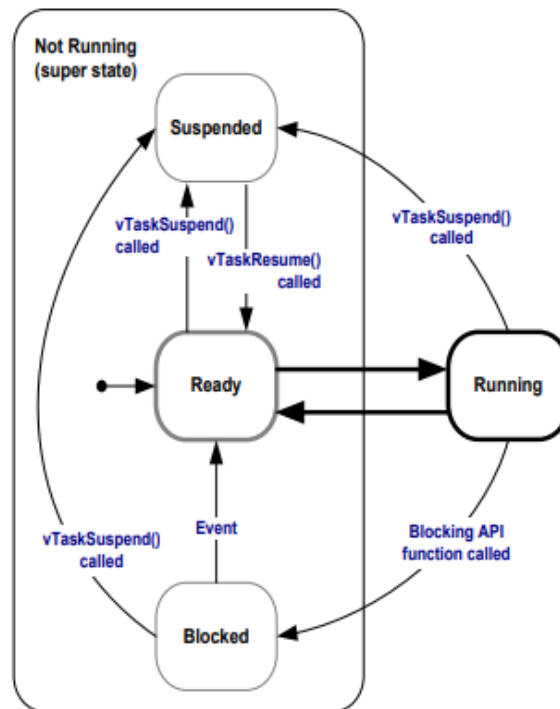 Not Running
(super state)
Suspended
vTaskSuspend()
called
vTaskResume()
called
vTaskSuspend()
called
Ready
Running
Event
vTaskSuspend()
called
Blocking API
function called
Blocked